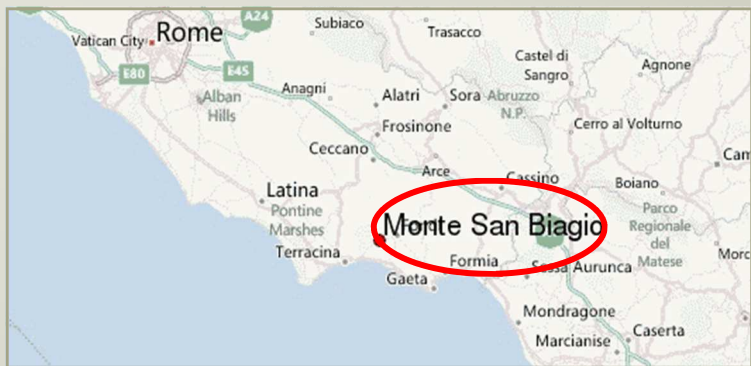 A24
Subiaco
Rome
Trasacco
Vatican City
Castel di
Sangro
Agnone
E80
E45
Anagni
Alban
Hills
Alatri
Sora
Abruzzo
N.P.
Frosinone
Cerro al Volturno
Ceccano
Cam
Arce
Cassino
Boiano
Latina
Pontine
Marshes
Monte San Biagio
Parco
Regionale
del
Matese
Terracina
Formia
Sessa Aurunca
Morc
Gaeta
Mondragone
Caserta
Marcianise